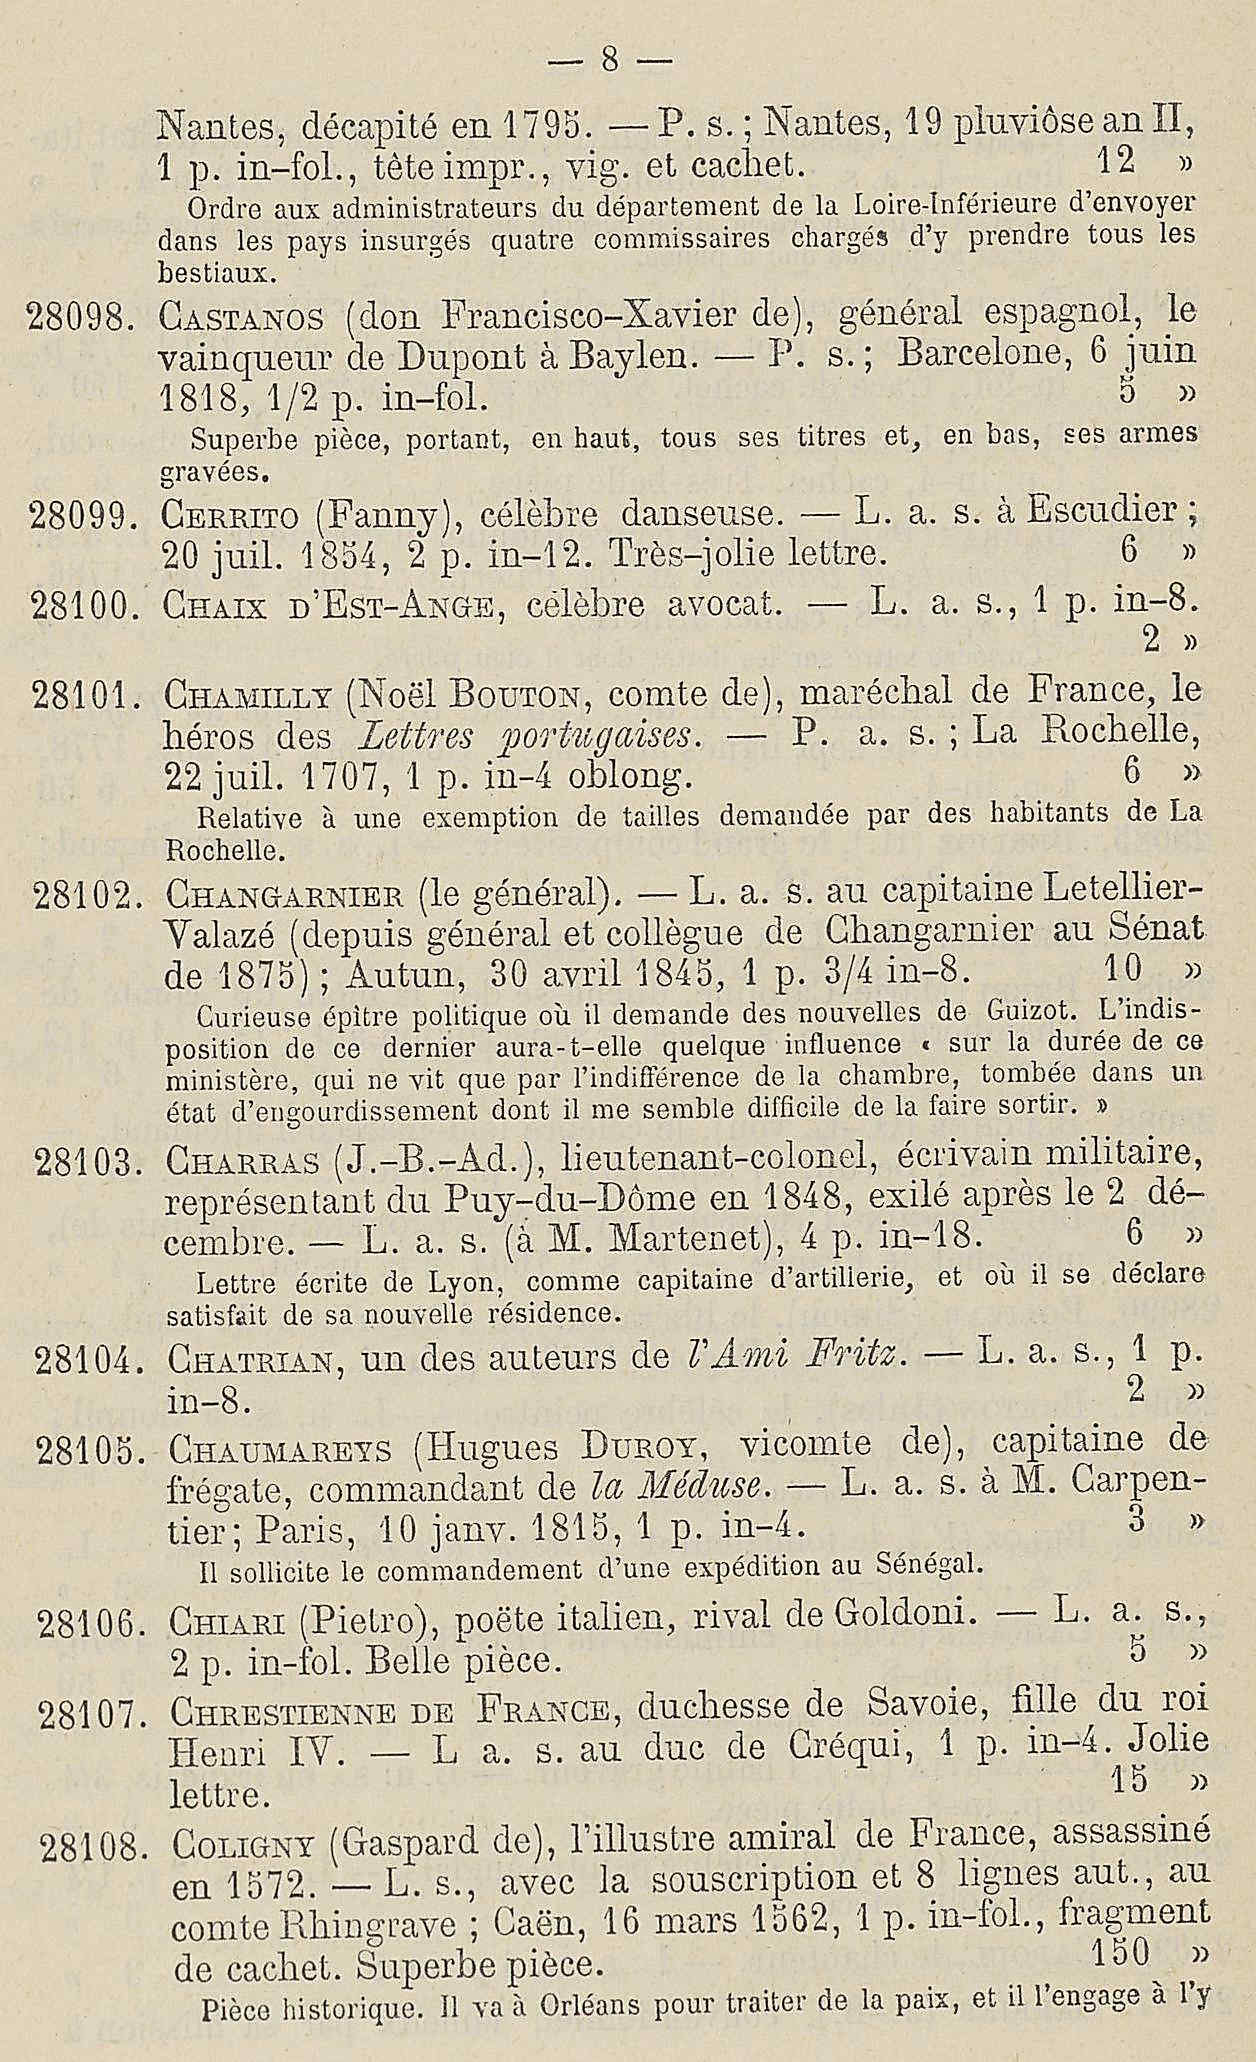 — 8 —
Nantes, décapité en 1795. — P. s. ; Nantes, 19 pluviôse an II,
1 p. in-fol., tête impr., vig. et cachet. 12 »
Ordre aux administrateurs du département de la Loire-Inférieure d'envoyer
dans les pays insurgés quatre commissaires chargés d'y prendre tous les
bestiaux.
28098. CASTANOS (don Francisco-Xavier de), général espagnol, le
vainqueur de Dupont à Baylen. — P. s. ; Barcelone, 6 juin
1818, 1/2 p. in-fol. 5 »
Superbe pièce, portant, en haut, tous ses titres et, en bas, ses armes
gravées.
28099. CERRITO (Fanny), célèbre danseuse. — L. a. s. à Escudier ;
20 juil. 1854, 2 p. in-12. Très-jolie lettre. 6 »
28100. CHAIX D'EST-ANGE, célèbre avocat. — L. a. s., 1 p. in-8.
2 »
28101. CHAMILLY (Noël BOUTON, comte de), maréchal de France, le
héros des Lettres portugaises. — P. a. s. ; La Rochelle,
22 juil. 1707, 1 p. in-4 oblong. 6 »
Relative à une exemption de tailles demandée par des habitants de La
Rochelle.
28102. CHANGARNIER (le général). — L. a. s. au capitaine Letellier-
Valazé (depuis général et collègue de Changarnier au Sénat
de 1875) ; Autun, 30 avril 1845, 1 p. 3/4 in-8. 10 »
Curieuse épître politique où il demande des nouvelles de Guizot. L'indis-
position de ce dernier aura-t-elle quelque influence « sur la durée de ce
ministère, qui ne vit que par l'indifférence de la chambre, tombée dans un
état d'engourdissement dont il me semble difficile de la faire sortir. »
28103. CHARRAS (J.-B.-Ad.), lieutenant-colonel, écrivain militaire,
représentant du Puy-du-Dôme en 1848, exilé après le 2 dé-
cembre. — L. a. s. (à M. Martenet), 4 p. in-18. 6 »
Lettre écrite de Lyon, comme capitaine d'artillerie, et où il se déclare
satisfait de sa nouvelle résidence.
28104. CHATRIAN, un des auteurs de l'Ami Fritz. — L. a. s., 1 p.
in-8. 2 »
28105. CHAUMAREYS (Hugues DUROY, vicomte de), capitaine de
frégate, commandant de la Méduse. — L. a. s. à M. Carpen-
tier; Paris, 10 janv. 1815, 1 p. in-4. 3 »
Il sollicite le commandement d'une expédition au Sénégal.
28106. CHIARI (Pietro), poëte italien, rival de Goldoni. — L. a. s.,
2 p. in-fol. Belle pièce. 5 »
28107. CHRESTIENNE DE FRANCE, duchesse de Savoie, fille du roi
Henri IV. — L a. s. au duc de Créqui, 1 p. in-4. Jolie
lettre. 15 »
28108. COLIGNY (Gaspard de), l'illustre amiral de France, assassiné
en 1572. — L. s., avec la souscription et 8 lignes aut., au
comte Rhingrave ; Caën, 16 mars 1562, 1 p. in-fol., fragment
de cachet. Superbe pièce. 150 »
Pièce historique. Il va à Orléans pour traiter de la paix, et il l'engage à l'y